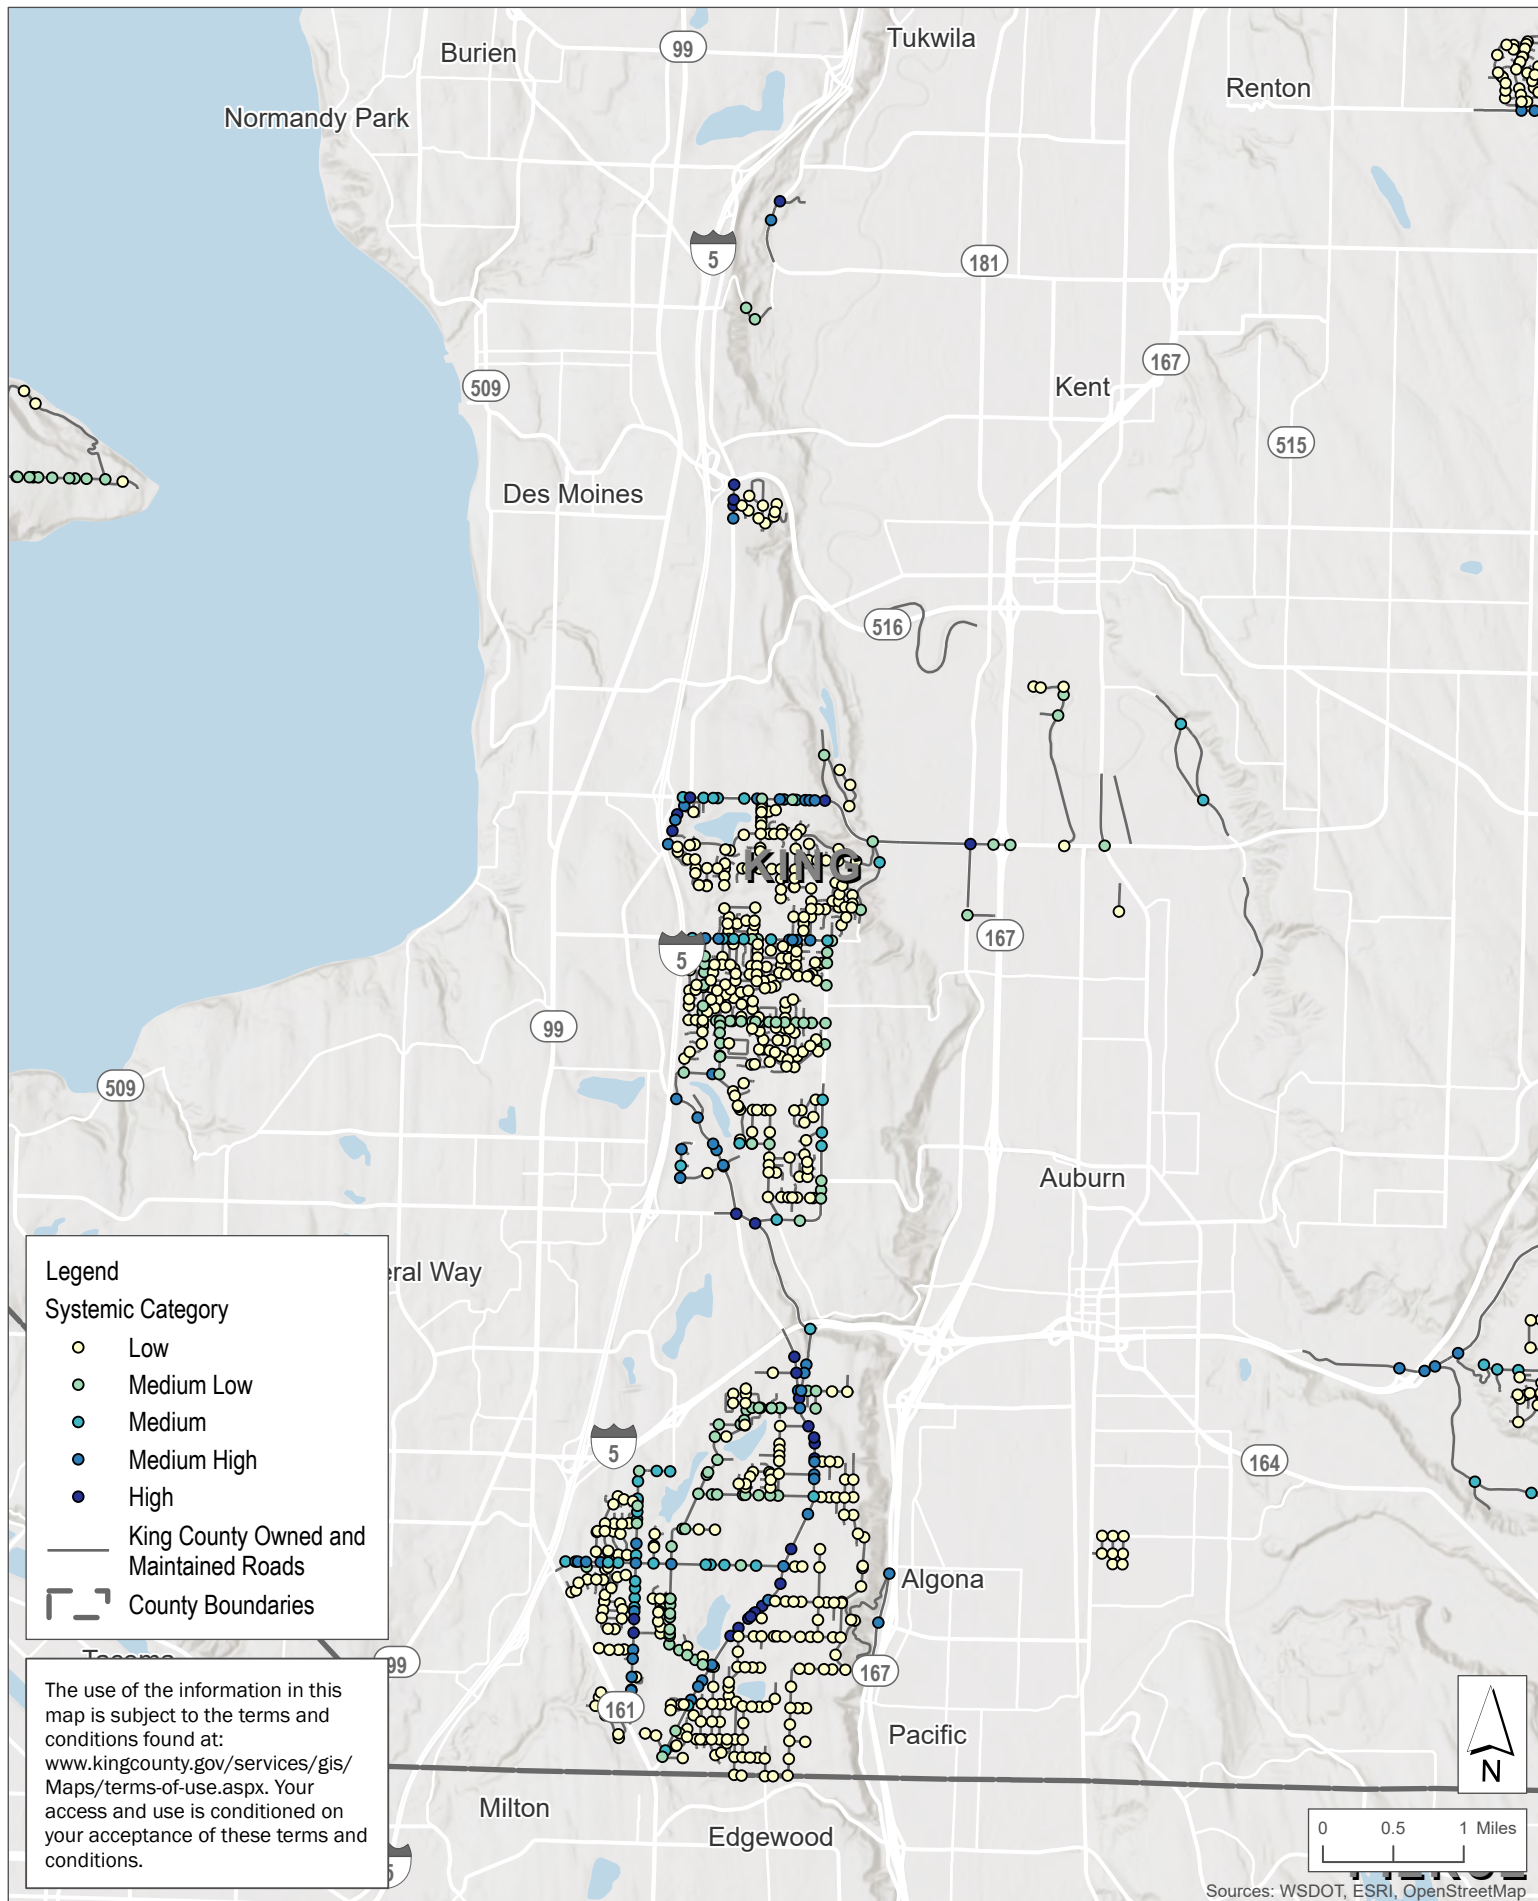 Burien
99
Tukwila
Renton
Normandy Park
5
181
167
Kent
509
515
Des Moines
516
KING
167
5
99
509
Auburn
Legend
Systemic Category
Low
Medium Low
Medium
Medium High
High
King County Owned and
Maintained Roads
County Boundaries
eral Way
5
164
Algona
99
167
161
Pacific
The use of the information in this
map is subject to the terms and
conditions found at:
www.kingcounty.gov/services/gis/
Maps/terms-of-use.aspx. Your
access and use is conditioned on
your acceptance of these terms and
conditions.
N
Milton
Edgewood
5
0 0.5 1 Miles
Sources: WSDOT, ESRI, OpenStreetMap